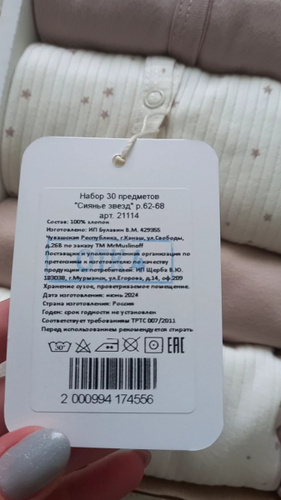 Набор 30 предметов
"Сиянье звезд" р.62-68
арт. 21114
Состав: 100% хлопок
Изготовлено: ИП Булавин В.М. 429355
Чувашская Республика, г.Канаш, ул.Свободы,
д.26В по заказу ТМ MrMuslinoff
Поставщик и уполномоченная организация по
претензиям к изготовителю и качеству
продукции от потребителей: ИП Щерба В.Ю.
183038, г.Мурманск, ул.Егорова, д.14, оф.209
Хранение сухое, проветриваемое помещение.
Дата изготовления: июнь 2024
Страна изготовления: Россия
Годен: срок годности не установлен
Соответствует требованиям ТРТС 007/2011
Перед использованием рекомендуется стирать
EAC
2 000994 174556